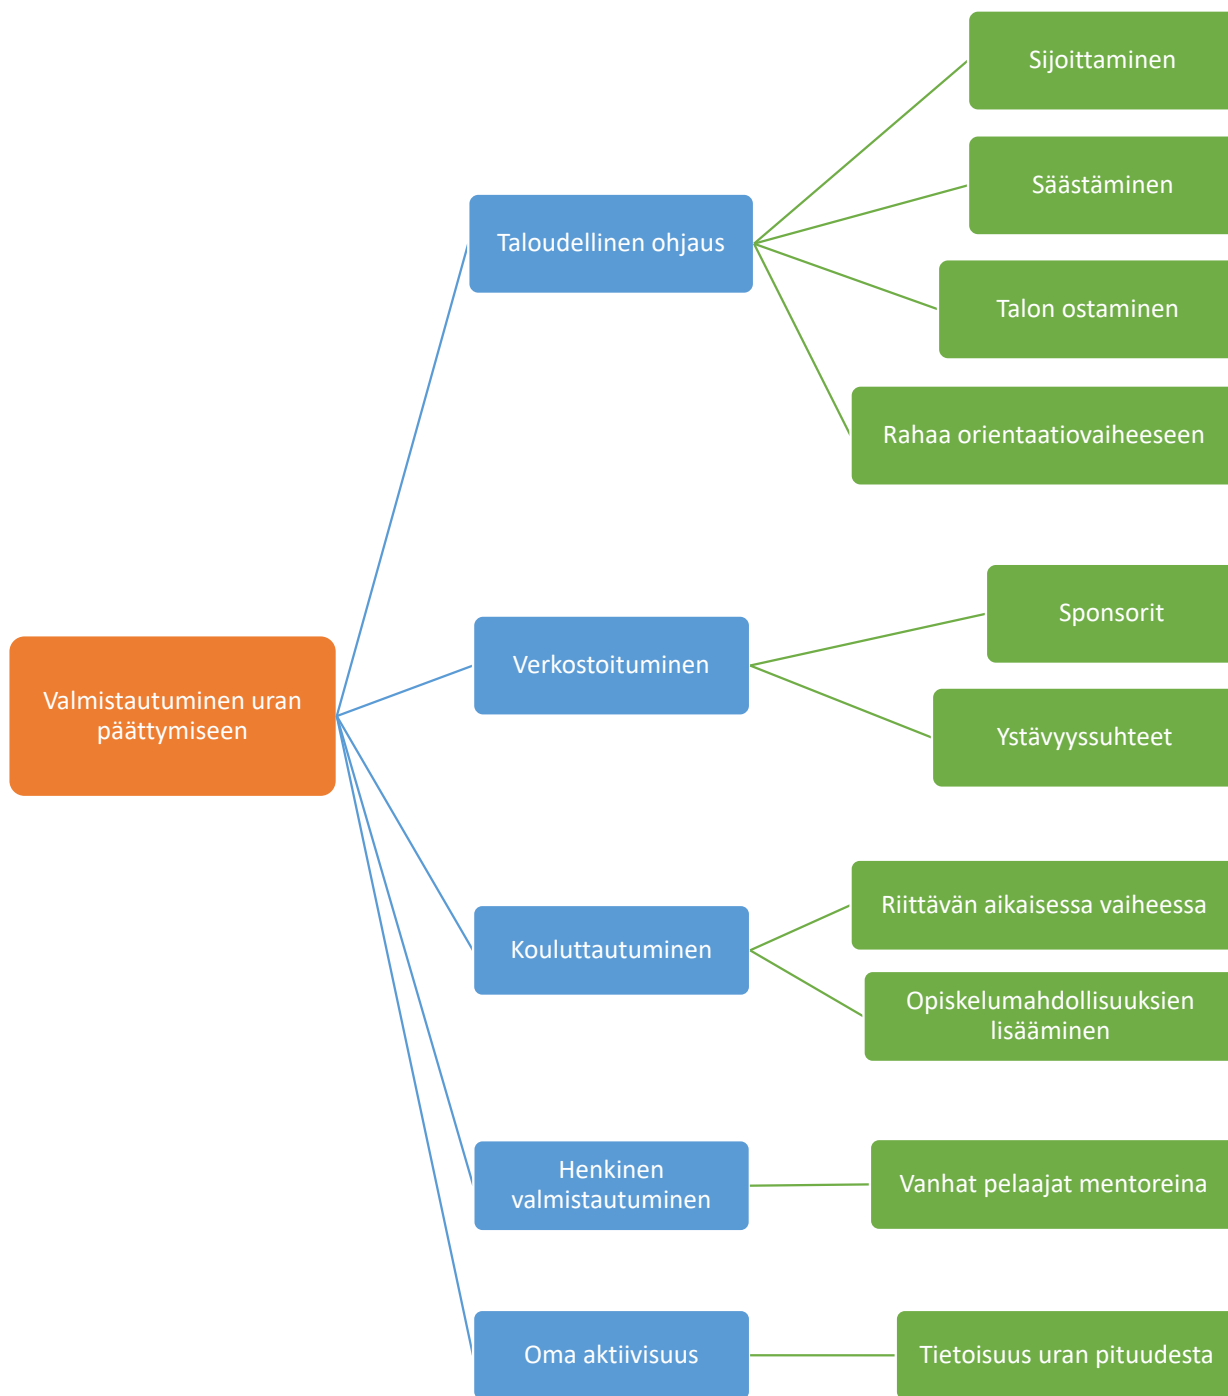 Sijoittaminen
Säästäminen
Taloudellinen ohjaus
Talon ostaminen
Rahaa orientaatiovaiheeseen
Sponsorit
Verkostoituminen
Valmistautuminen uran
päättymiseen
Ystävyyssuhteet
Riittävän aikaisessa vaiheessa
Kouluttautuminen
Opiskelumahdollisuuksien
lisääminen
Henkinen
valmistautuminen
Vanhat pelaajat mentoreina
Oma aktiivisuus
Tietoisuus uran pituudesta